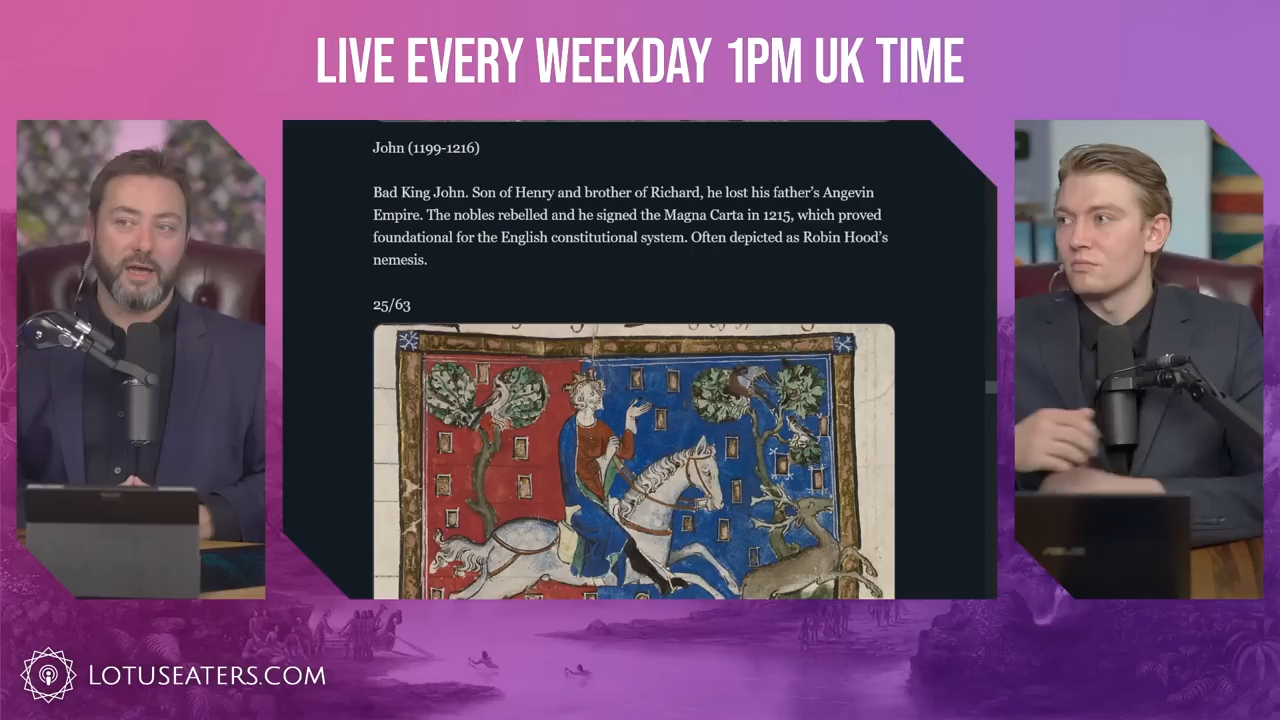 LIVE EVERY WEEKDAY 1PM UK TIME
John (1199-1216)
Bad King John. Son of Henry and brother of Richard, he lost his father’s Angevin
Empire. The nobles rebelled and he signed the Magna Carta in 1215, which proved
foundational for the English constitutional system. Often depicted as Robin Hood’s
nemesis.
25/63
LOTUSEATERS.COM